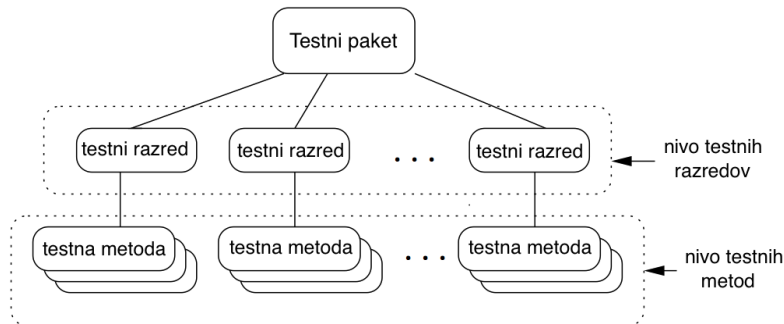 Testni paket
testni razred
testni razred
. . .
testni razred
nivo testnih
razredov
testna metoda
testna metoda
. . .
testna metoda
nivo testnih
metod